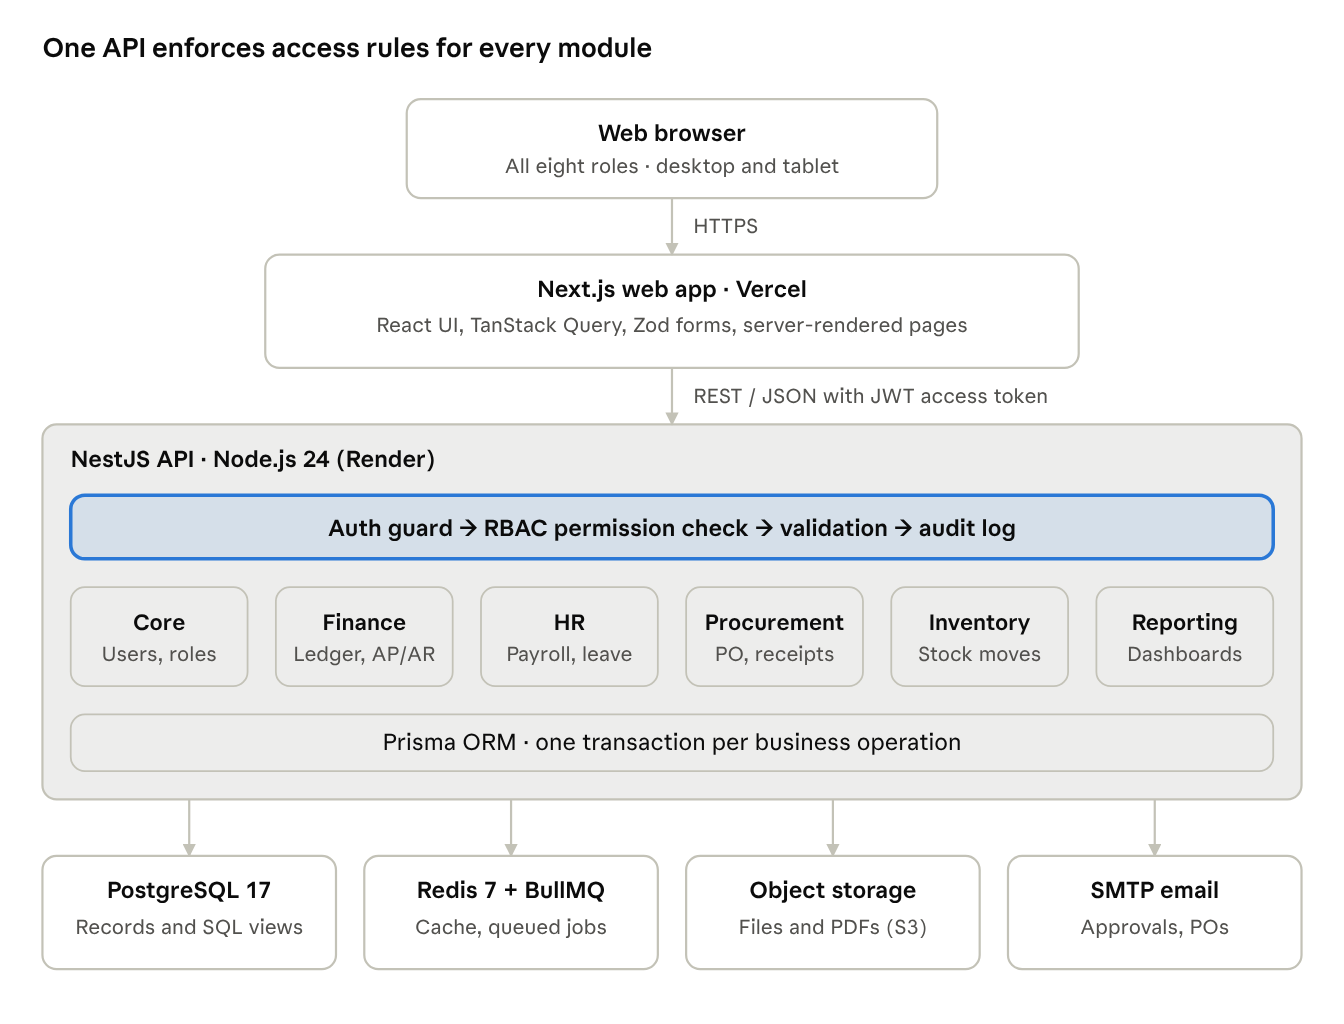 One API enforces access rules for every module
Web browser
All eight roles · desktop and tablet
HTTPS
Next.js web app · Vercel
React UI, TanStack Query, Zod forms, server-rendered pages
REST / JSON with JWT access token
NestJS API · Node.js 24 (Render)
Auth guard → RBAC permission check → validation → audit log
Core
Users, roles
Finance
Ledger, AP/AR
HR
Payroll, leave
Procurement
PO, receipts
Inventory
Stock moves
Reporting
Dashboards
Prisma ORM · one transaction per business operation
PostgreSQL 17
Records and SQL views
Redis 7 + BullMQ
Cache, queued jobs
Object storage
Files and PDFs (S3)
SMTP email
Approvals, POs